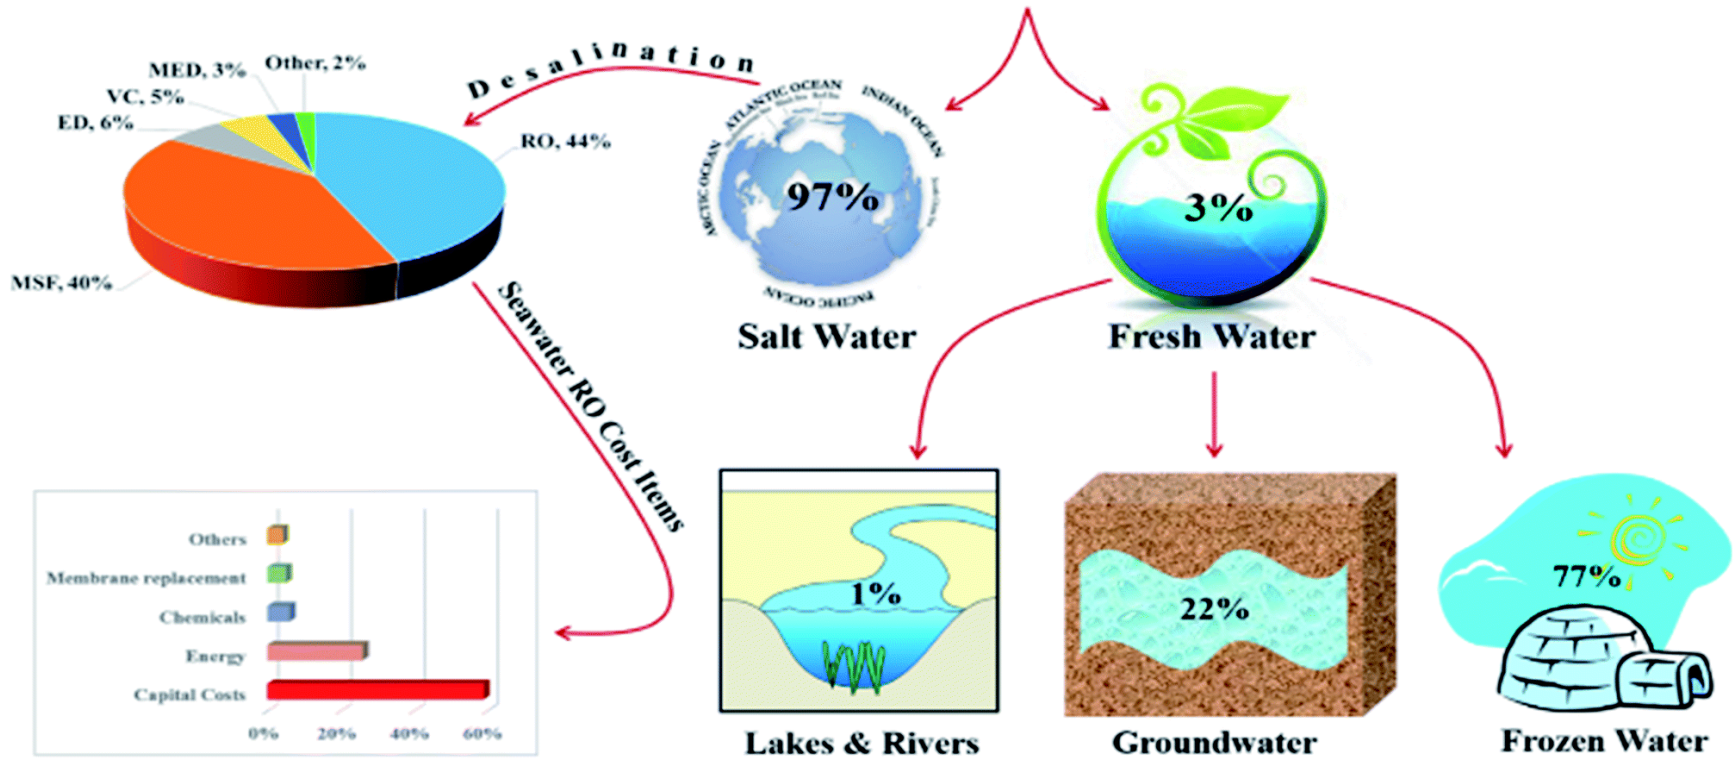 Desalination
MED, 3%
Other, 2%
VC, 5%
ED, 6%
RO, 44%
MSF, 40%
ATLANTIC OCEAN
INDIAN OCEAN
ARCTIC OCEAN
PACIFIC OCEAN
97%
Salt Water
3%
Fresh Water
Seawater RO Cost Items
Others
Membrane replacement
Chemicals
Energy
Capital Costs
0%
20%
40%
60%
1%
Lakes & Rivers
22%
Groundwater
77%
Frozen Water